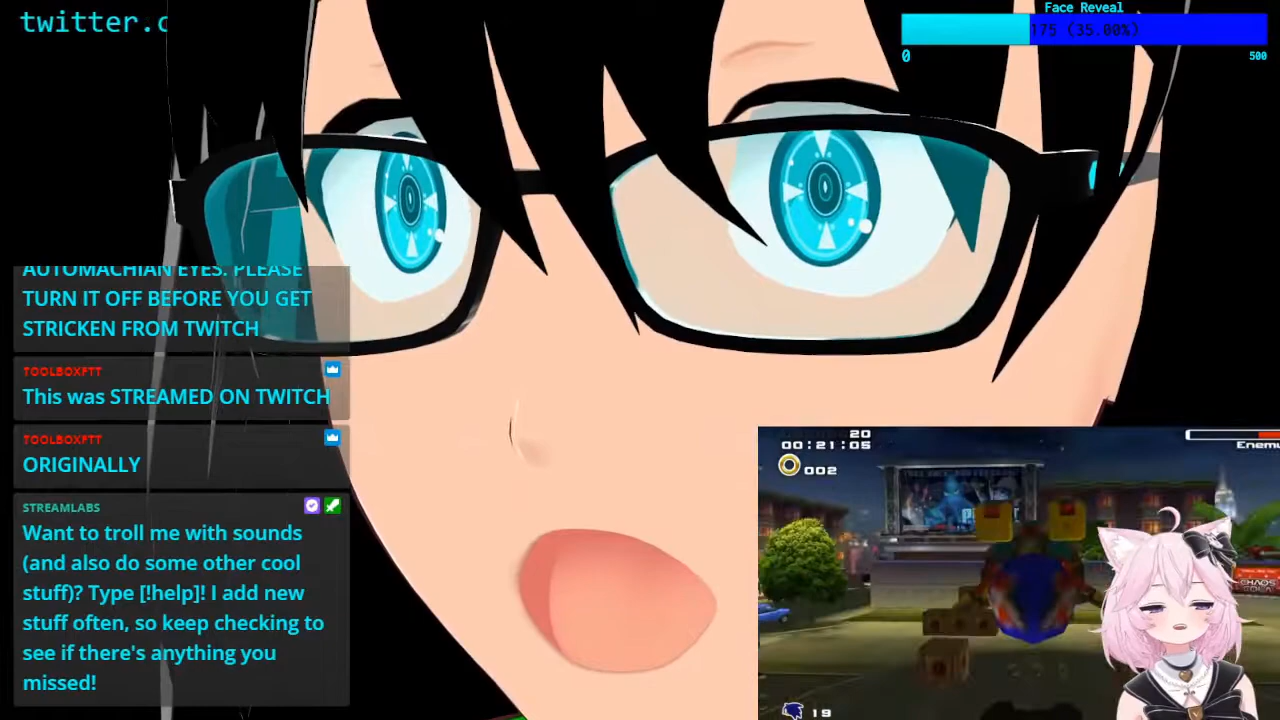 twitter.c
Face Reveal
175 (35.00%)
0
500
AUTOMACHIAN EYES. PLEASE
TURN IT OFF BEFORE YOU GET
STRICKEN FROM TWITCH
TOOLBOXFTT
This was STREAMED ON TWITCH
TOOLBOXFTT
ORIGINALLY
STREAMLABS
Want to troll me with sounds
(and also do some other cool
stuff)? Type [!help]! I add new
stuff often, so keep checking to
see if there's anything you
missed!
20
00:21:05
002
Enemy
CHAOS
COLA
19